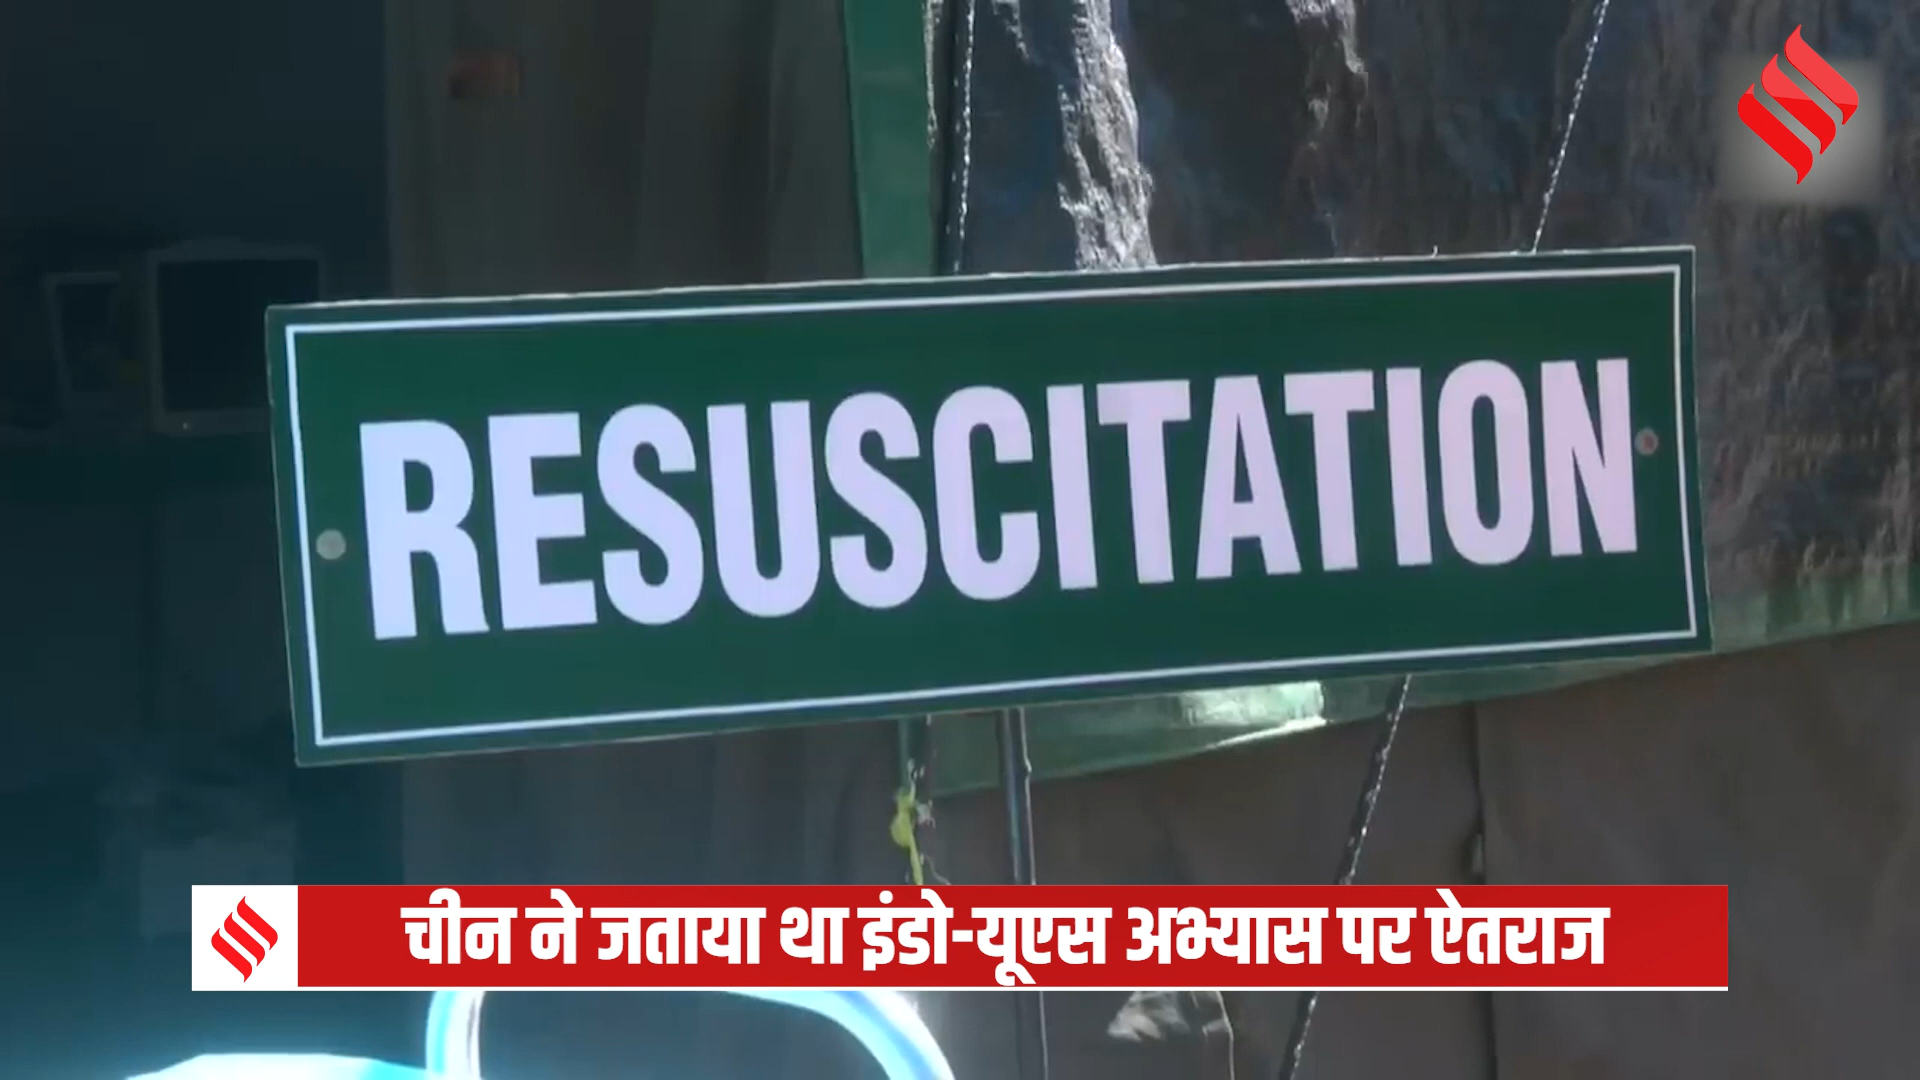 RESUSCITATION
चीन ने जताया था इंडो-यूएस अभ्यास पर ऐतराज